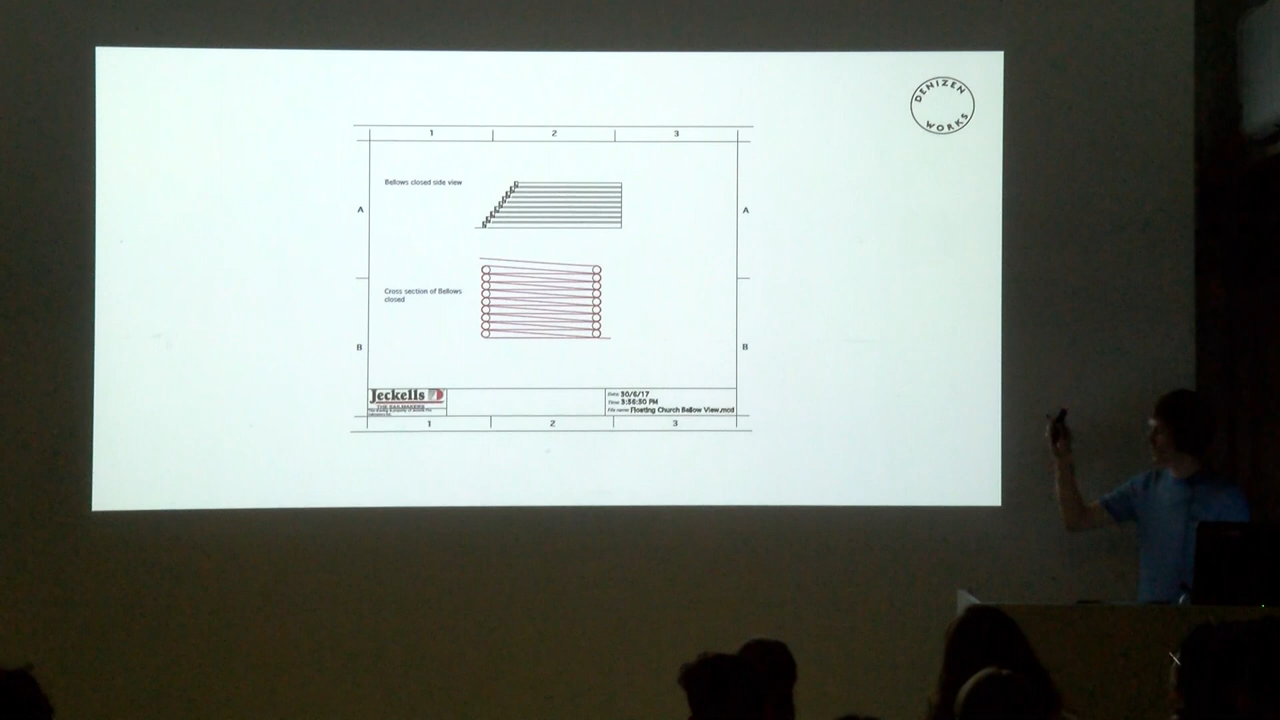 DENIZEN
WORKS
1 2 3
Bellows closed side view
A A
Cross section of Bellows
closed
B B
Jeckells
THE SAILMAKERS
Date: 30/6/17
Time: 3:56:50 PM
File name: Floating Church Bellow View.mcd
1 2 3